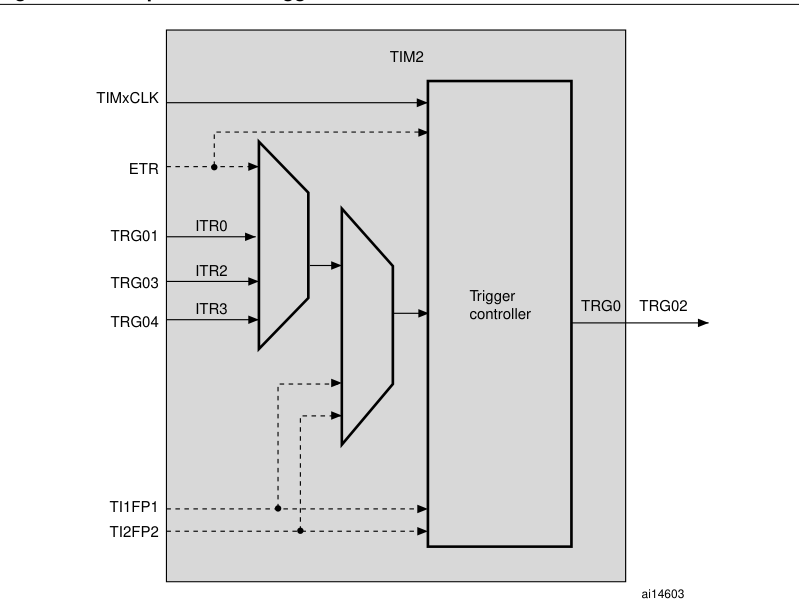 TIM2
TIMxCLK
ETR
TRG01
ITR0
TRG03
ITR2
TRG04
ITR3
Trigger
controller
TRG0
TRG02
TI1FP1
TI2FP2
ai14603